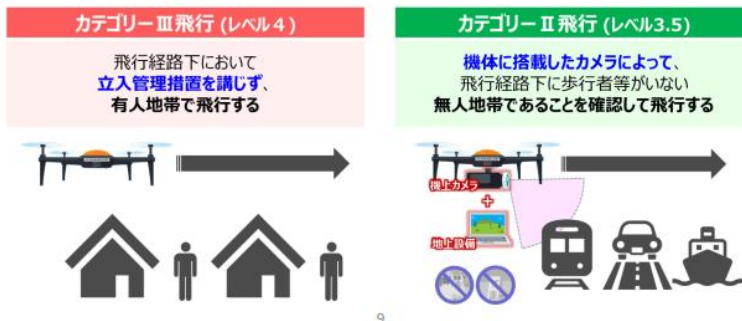 カテゴリーⅢ飛行 (レベル４)
飛行経路下において
立入管理措置を講じず、
有人地帯で飛行する
カテゴリーⅡ飛行 (レベル3.5)
機体に搭載したカメラによって、
飛行経路下に歩行者等がいない
無人地帯であることを確認して飛行する
機上カメラ
+
地上設備
9